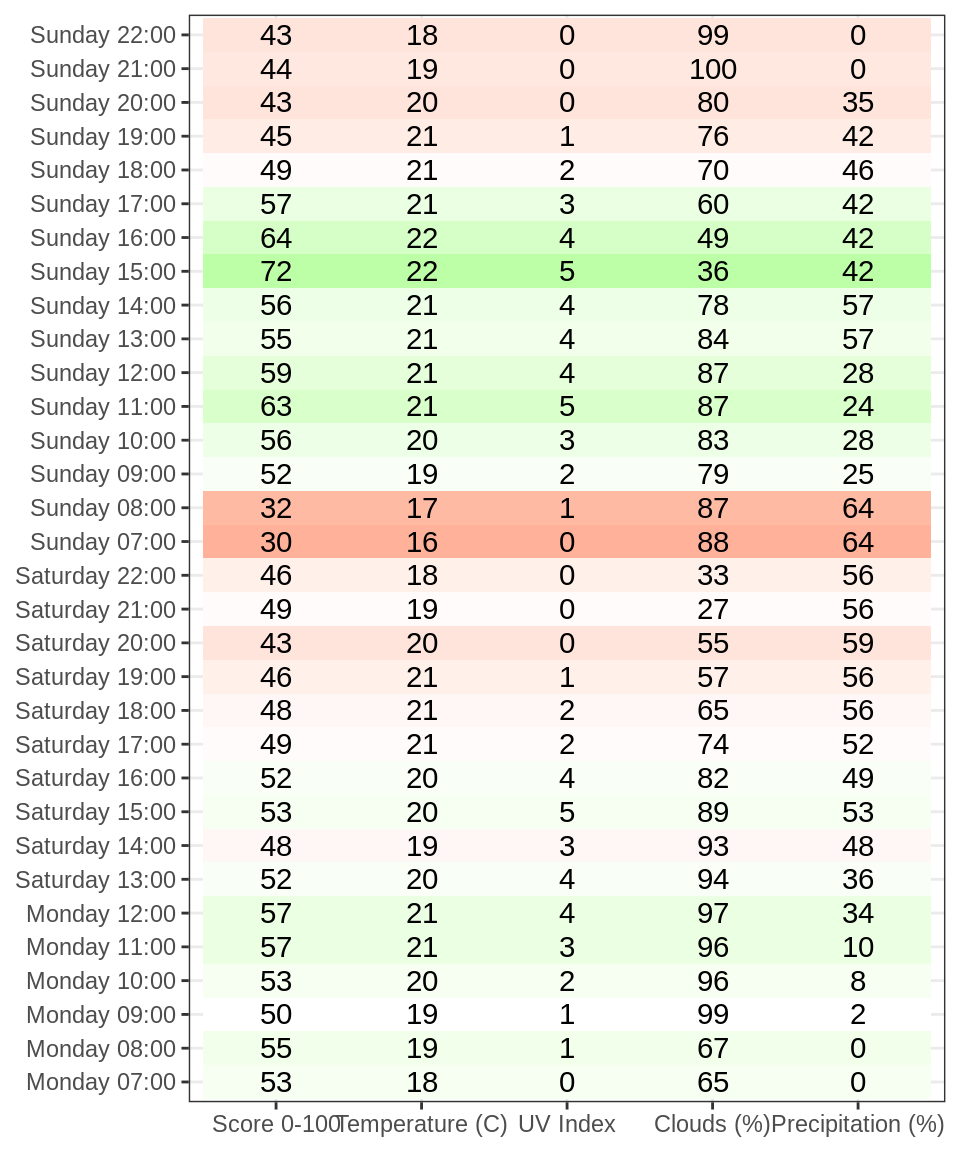 Sunday 22:00 43 18 0 99 0
Sunday 21:00 44 19 0 100 0
Sunday 20:00 43 20 0 80 35
Sunday 19:00 45 21 1 76 42
Sunday 18:00 49 21 2 70 46
Sunday 17:00 57 21 3 60 42
Sunday 16:00 64 22 4 49 42
Sunday 15:00 72 22 5 36 42
Sunday 14:00 56 21 4 78 57
Sunday 13:00 55 21 4 84 57
Sunday 12:00 59 21 4 87 28
Sunday 11:00 63 21 5 87 24
Sunday 10:00 56 20 3 83 28
Sunday 09:00 52 19 2 79 25
Sunday 08:00 32 17 1 87 64
Sunday 07:00 30 16 0 88 64
Saturday 22:00 46 18 0 33 56
Saturday 21:00 49 19 0 27 56
Saturday 20:00 43 20 0 55 59
Saturday 19:00 46 21 1 57 56
Saturday 18:00 48 21 2 65 56
Saturday 17:00 49 21 2 74 52
Saturday 16:00 52 20 4 82 49
Saturday 15:00 53 20 5 89 53
Saturday 14:00 48 19 3 93 48
Saturday 13:00 52 20 4 94 36
Monday 12:00 57 21 4 97 34
Monday 11:00 57 21 3 96 10
Monday 10:00 53 20 2 96 8
Monday 09:00 50 19 1 99 2
Monday 08:00 55 19 1 67 0
Monday 07:00 53 18 0 65 0
Score 0-100 Temperature (C) UV Index Clouds (%) Precipitation (%)